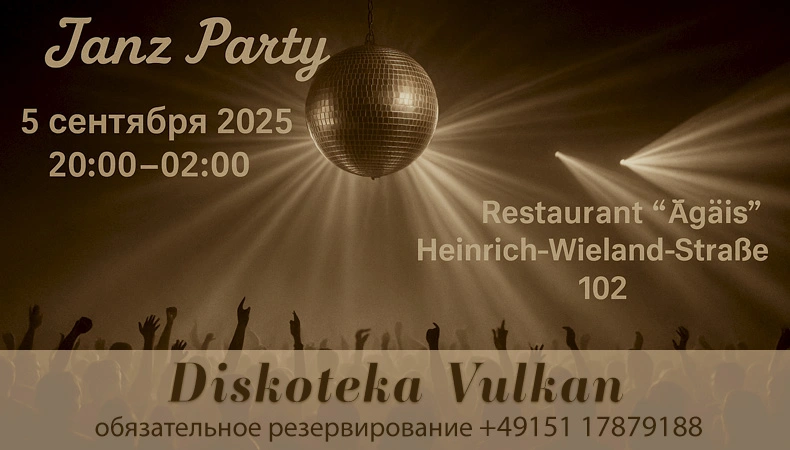 Tanz Party
5 сентября 2025
20:00–02:00
Restaurant “Āgäis”
Heinrich-Wieland-Straße
102
Diskoteka Vulkan
обязательное резервирование +49151 17879188